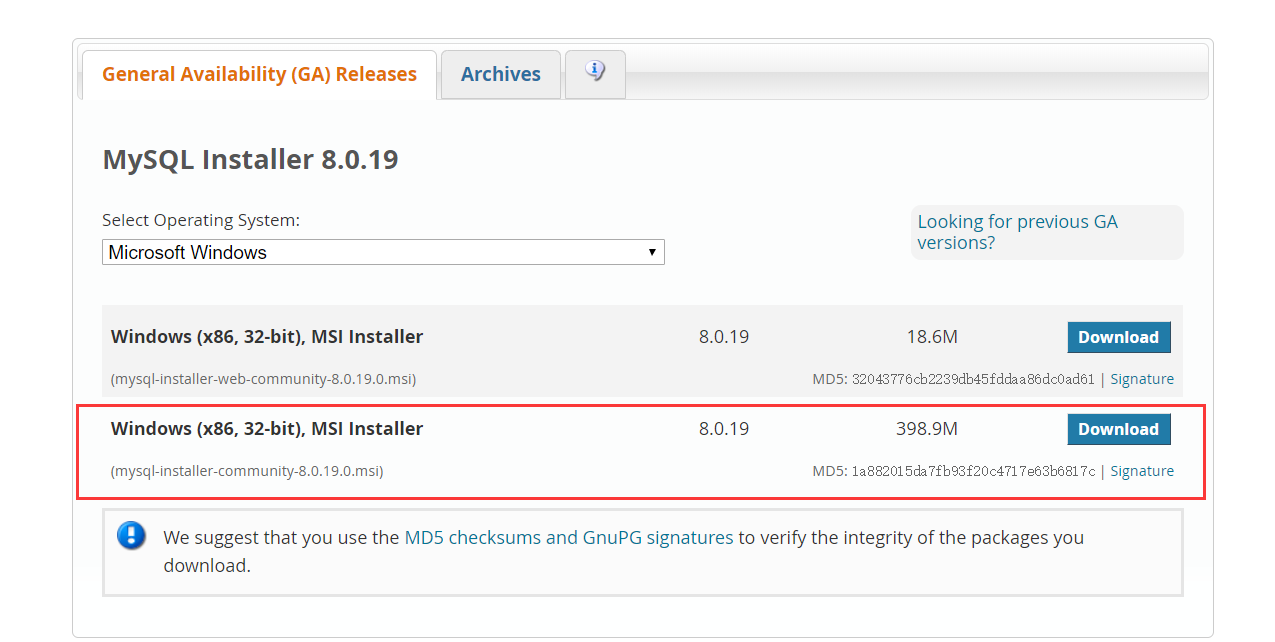 General Availability (GA) Releases Archives
MySQL Installer 8.0.19
Select Operating System:
Microsoft Windows
Looking for previous GA
versions?
Windows (x86, 32-bit), MSI Installer 8.0.19 18.6M Download
(mysql-installer-web-community-8.0.19.0.msi) MD5: 32043776cb2239db45fddaa86dc0ad61 | Signature
Windows (x86, 32-bit), MSI Installer 8.0.19 398.9M Download
(mysql-installer-community-8.0.19.0.msi) MD5: 1a882015da7fb93f20c4717e63b6817c | Signature
We suggest that you use the MD5 checksums and GnuPG signatures to verify the integrity of the packages you
download.